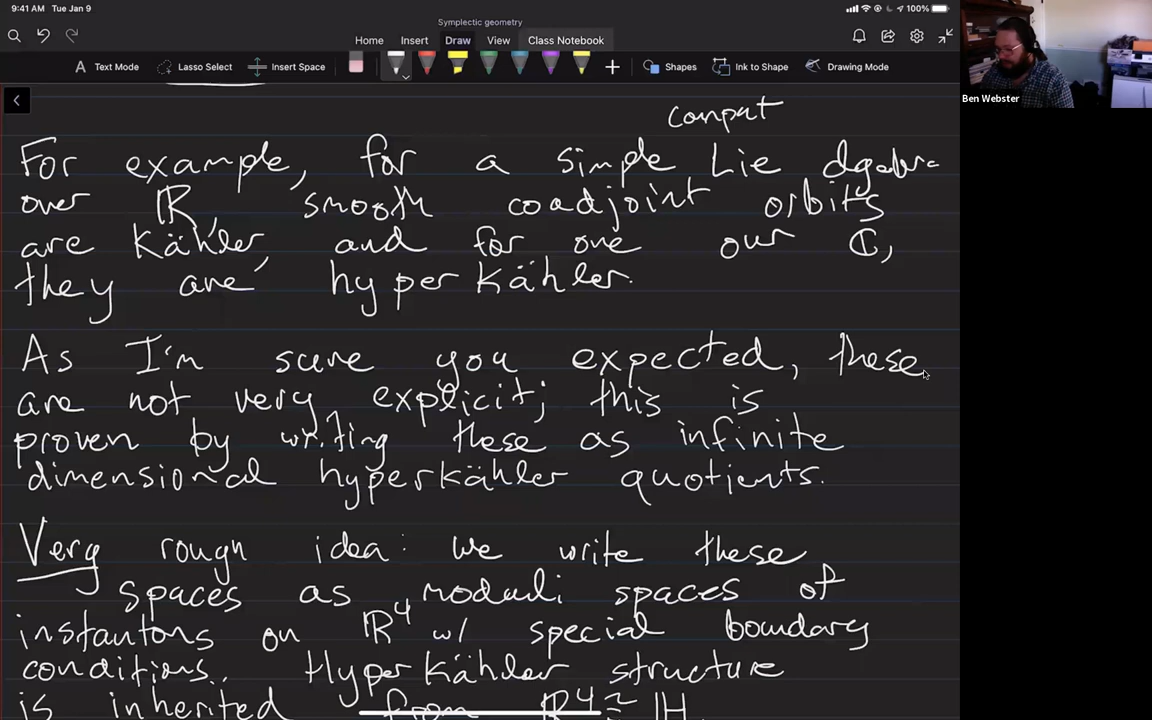 9:41 AM Tue Jan 9
100%
Symplectic geometry
Home Insert Draw View Class Notebook
Text Mode Lasso Select Insert Space Shapes Ink to Shape Drawing Mode
Ben Webster
compat
For example, for a simple Lie algebra
over ℝ, smooth coadjoint orbits
are Kähler, and for one our ℂ,
they are hyperkähler.
As I'm sure you expected, these
are not very explicit; this is
proven by writing these as infinite
dimensional hyperkähler quotients.
Very rough idea: we write these
spaces as moduli spaces of
instantons on ℝ⁴ w/ special boundary
conditions. Hyperkähler structure
is inherited from ℝ⁴ ≅ ℍ.